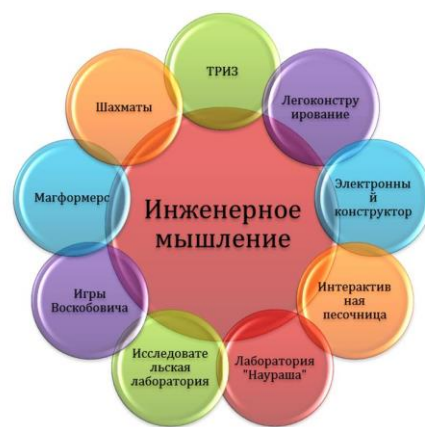 ТРИЗ
Легоконстру
ирование
Электронны
й
конструктор
Интерактив
ная
песочница
Лаборатория
"Наураша"
Исследовате
льская
лаборатория
Игры
Воскобовича
Магформерс
Шахматы
Инженерное
мышление